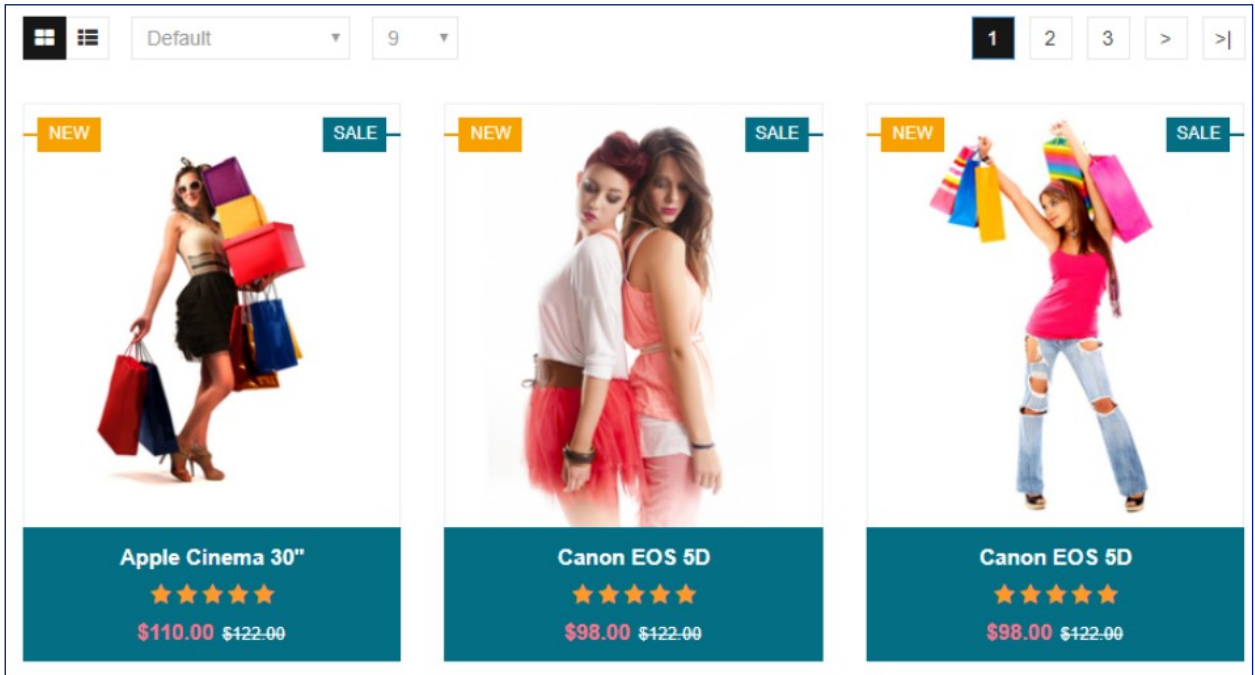 Default 9 1 2 3 > >|
NEW SALE NEW SALE NEW SALE
Apple Cinema 30" Canon EOS 5D Canon EOS 5D
$110.00 $122.00 $98.00 $122.00 $98.00 $122.00